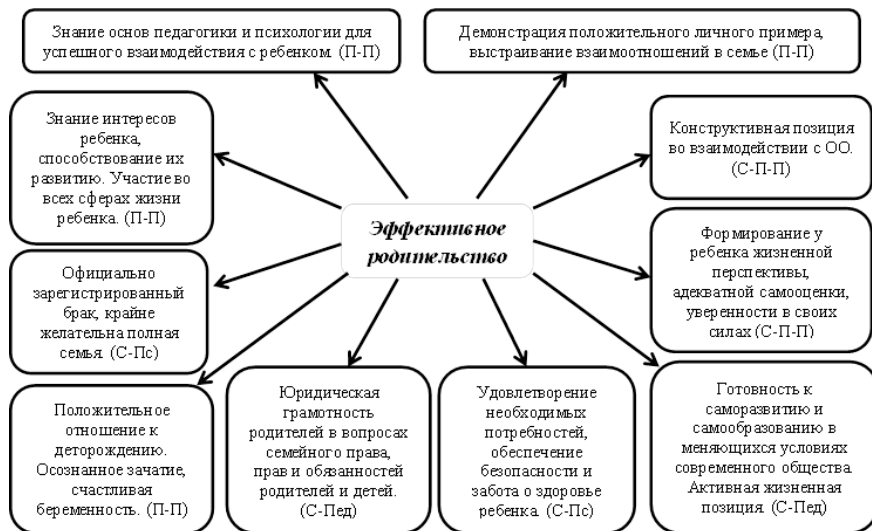 Знание основ педагогики и психологии для
успешного взаимодействия с ребенком. (П-П)
Демонстрация положительного личного примера,
выстраивание взаимоотношений в семье (П-П)
Знание интересов
ребенка,
способствование их
развитию. Участие во
всех сферах жизни
ребенка. (П-П)
Конструктивная позиция
во взаимодействии с ОО.
(С-П-П)
Эффективное
родительство
Официально
зарегистрированный
брак, крайне
желательна полная
семья. (С-Пс)
Формирование у
ребенка жизненной
перспективы,
адекватной самооценки,
уверенности в своих
силах (С-П-П)
Положительное
отношение к
деторождению.
Осознанное зачатие,
счастливая
беременность. (П-П)
Юридическая
грамотность
родителей в вопросах
семейного права,
прав и обязанностей
родителей и детей.
(С-Пед)
Удовлетворение
необходимых
потребностей,
обеспечение
безопасности и
забота о здоровье
ребенка. (С-Пс)
Готовность к
саморазвитию и
самообразованию в
меняющихся условиях
современного общества.
Активная жизненная
позиция. (С-Пед)